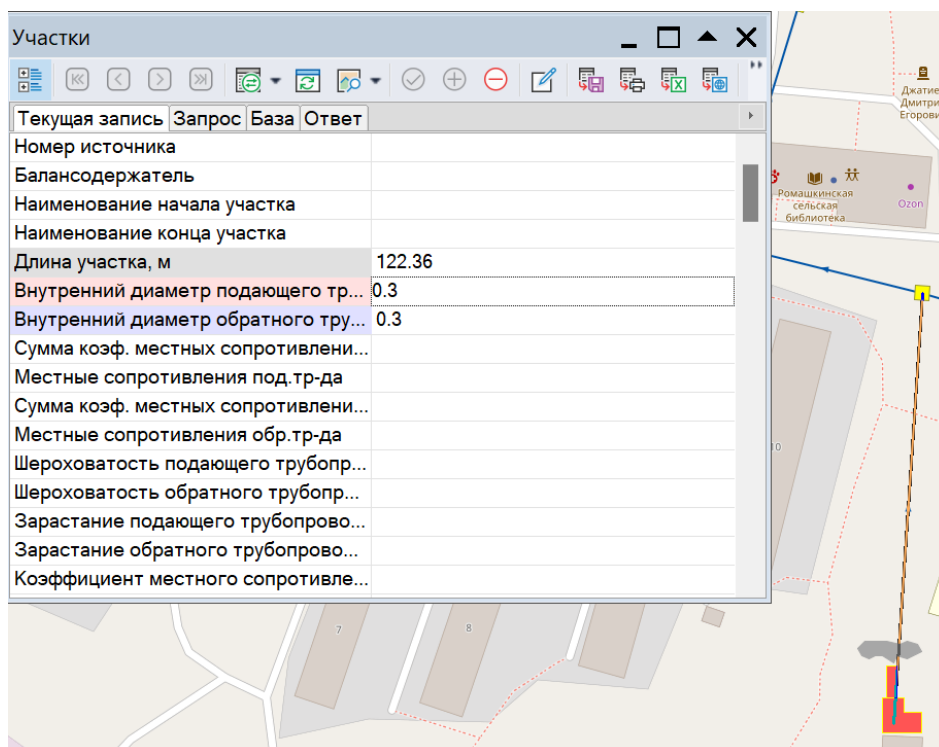 Участки
Текущая запись Запрос База Ответ
Номер источника
Балансодержатель
Наименование начала участка
Наименование конца участка
Длина участка, м 122.36
Внутренний диаметр подающего тр... 0.3
Внутренний диаметр обратного тру... 0.3
Сумма коэф. местных сопротивлени...
Местные сопротивления под.тр-да
Сумма коэф. местных сопротивлени...
Местные сопротивления обр.тр-да
Шероховатость подающего трубопр...
Шероховатость обратного трубопр...
Зарастание подающего трубопрово...
Зарастание обратного трубопрово...
Коэффициент местного сопротивле...
Джатие
Дмитри
Егорови
Ромашкинская
сельская
библиотека
Ozon
10
7
8